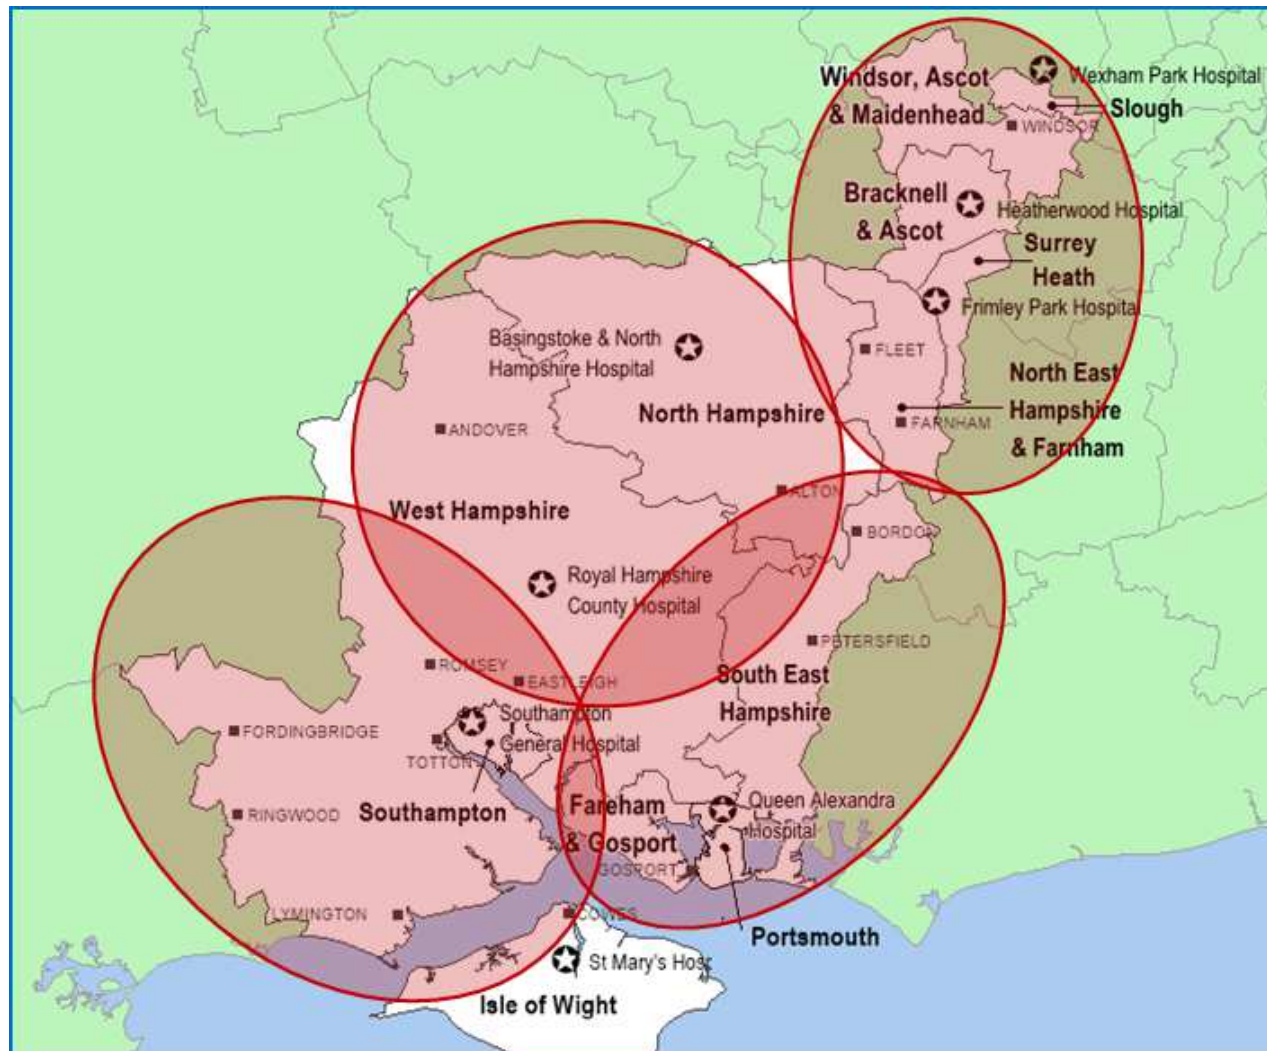 Windsor, Ascot
& Maidenhead
Wexham Park Hospital
Slough
WINDSOR
Bracknell
& Ascot
Heatherwood Hospital
Surrey
Heath
Frimley Park Hospital
Basingstoke & North
Hampshire Hospital
FLEET
North East
Hampshire
& Farnham
North Hampshire
FARNHAM
ANDOVER
ALTON
West Hampshire
BORDON
Royal Hampshire
County Hospital
PETERSFIELD
ROMSEY
EASTLEIGH
South East
Hampshire
Southampton
General Hospital
FORDINGBRIDGE
TOTTON
Southampton
RINGWOOD
Fareham
& Gosport
Queen Alexandra
Hospital
GOSPORT
LYMINGTON
COWES
Portsmouth
St Mary's Hosp
Isle of Wight